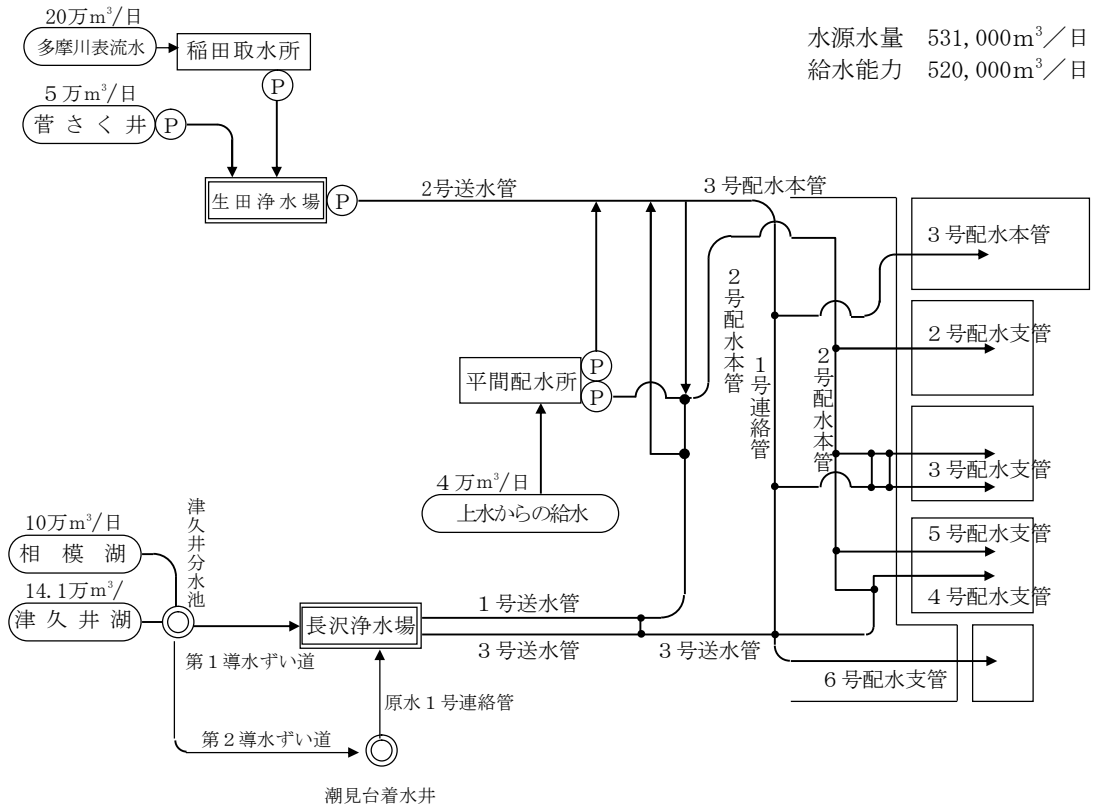 20万m³/日
多摩川表流水
稲田取水所
P
水源水量 531,000m³／日
給水能力 520,000m³／日
5万m³/日
菅さく井
P
生田浄水場
P
2号送水管
3号配水本管
3号配水本管
2号配水本管
1号連絡管
2号配水本管
2号配水支管
平間配水所
P
P
4万m³/日
上水からの給水
3号配水支管
5号配水支管
4号配水支管
10万m³/日
相模湖
14.1万m³/
津久井湖
津久井分水池
長沢浄水場
1号送水管
3号送水管
3号送水管
6号配水支管
第1導水ずい道
原水1号連絡管
第2導水ずい道
潮見台着水井